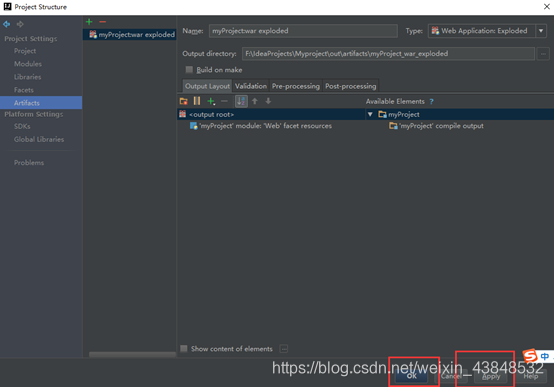 Project Structure
Project Settings
Project
Modules
Libraries
Facets
Artifacts
Platform Settings
SDKs
Global Libraries
Problems
myProject:war exploded
Name: myProject:war exploded
Type: Web Application: Exploded
Output directory: F:\IdeaProjects\Myproject\out\artifacts\myProject_war_exploded
Build on make
Output Layout Validation Pre-processing Post-processing
Available Elements ?
<output root>
myProject
'myProject' module: 'Web' facet resources
'myProject' compile output
Show content of elements
OK Cancel Apply Help
https://blog.csdn.net/weixin_43848532
S 中